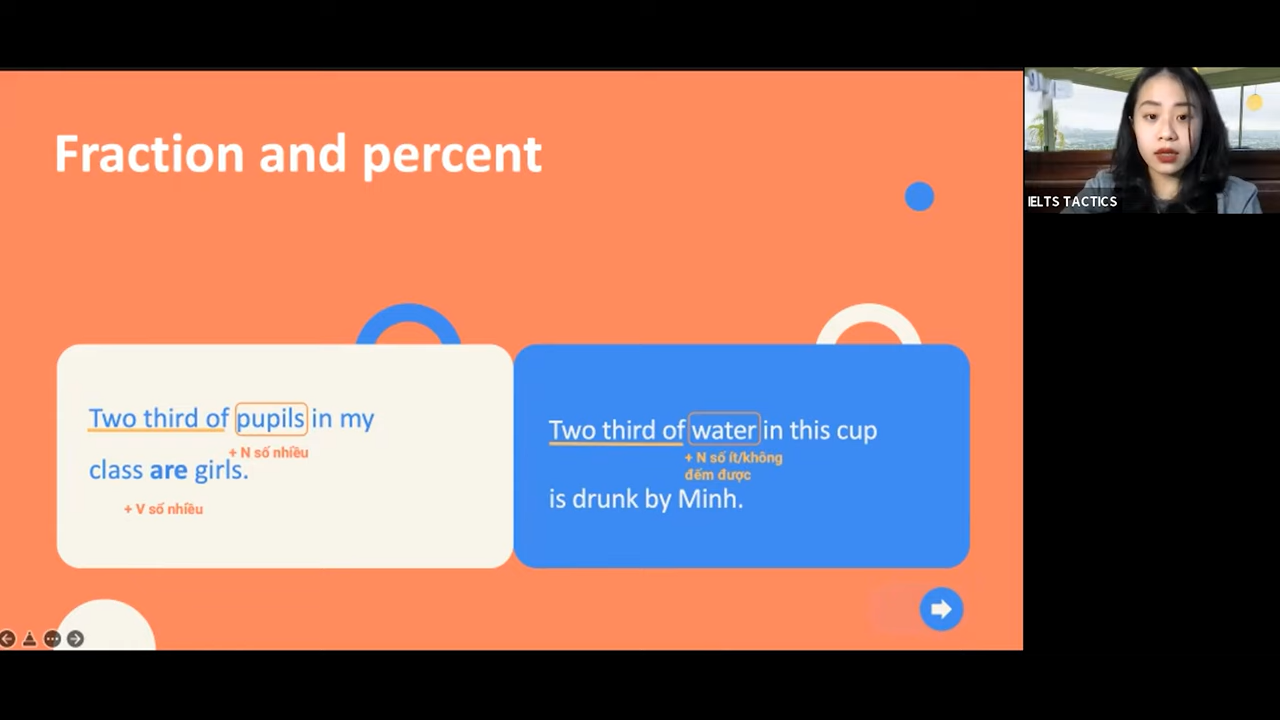 Fraction and percent
IELTS TACTICS
Two third of pupils in my
+ N số nhiều
class are girls.
+ V số nhiều
Two third of water in this cup
+ N số ít/không
đếm được
is drunk by Minh.